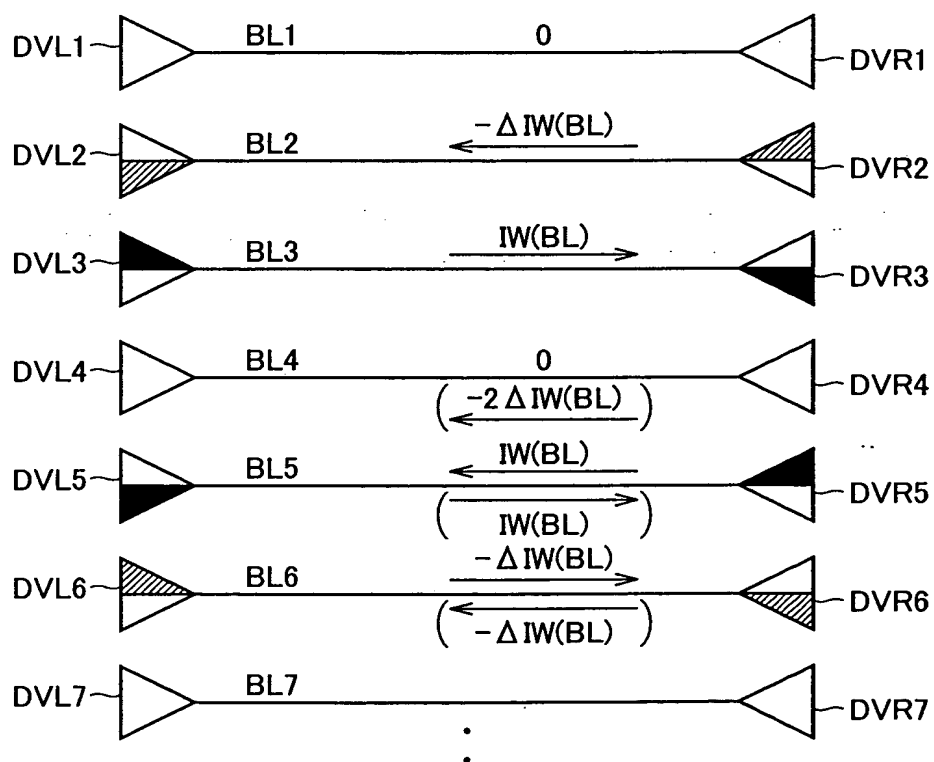 DVL1 BL1 0 DVR1
-ΔIW(BL)
DVL2 BL2 DVR2
IW(BL)
DVL3 BL3 DVR3
DVL4 BL4 0 DVR4
(-2ΔIW(BL))
IW(BL)
DVL5 BL5 DVR5
(IW(BL))
-ΔIW(BL)
DVL6 BL6 DVR6
(-ΔIW(BL))
DVL7 BL7 DVR7